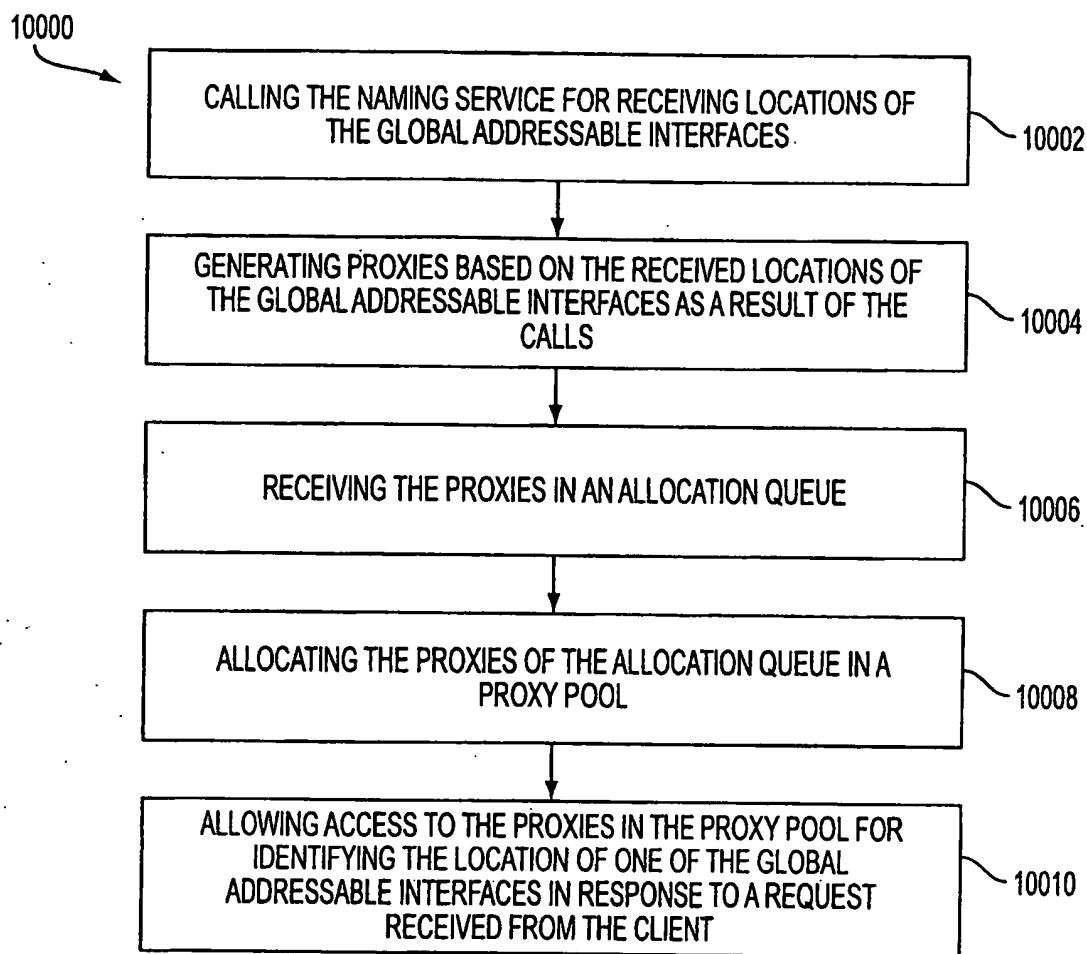 10000
CALLING THE NAMING SERVICE FOR RECEIVING LOCATIONS OF
THE GLOBAL ADDRESSABLE INTERFACES
10002
GENERATING PROXIES BASED ON THE RECEIVED LOCATIONS OF
THE GLOBAL ADDRESSABLE INTERFACES AS A RESULT OF THE
CALLS
10004
RECEIVING THE PROXIES IN AN ALLOCATION QUEUE
10006
ALLOCATING THE PROXIES OF THE ALLOCATION QUEUE IN A
PROXY POOL
10008
ALLOWING ACCESS TO THE PROXIES IN THE PROXY POOL FOR
IDENTIFYING THE LOCATION OF ONE OF THE GLOBAL
ADDRESSABLE INTERFACES IN RESPONSE TO A REQUEST
RECEIVED FROM THE CLIENT
10010